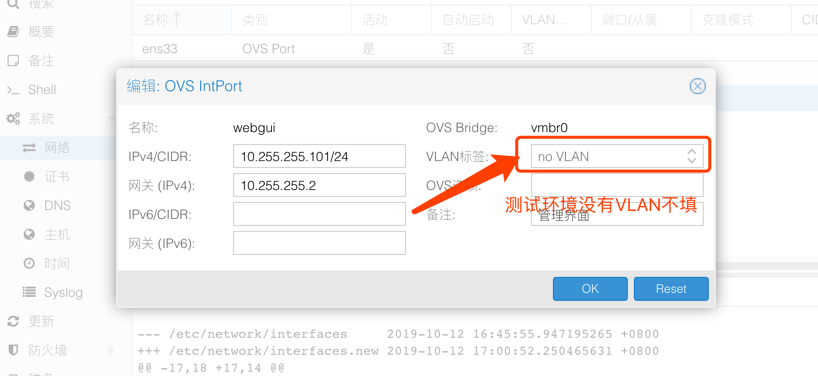 搜索
名称↑ 类别 活动 自动启动 VLAN... 端口/从属 克隆模式 CID
概要
ens33 OVS Port 是 否 否
备注
编辑: OVS IntPort
Shell
系统
名称: webgui OVS Bridge: vmbr0
网络
IPv4/CIDR: 10.255.255.101/24 VLAN标签: no VLAN
证书
网关 (IPv4): 10.255.255.2
DNS
测试环境没有VLAN不填
IPv6/CIDR: 备注: 管理界面
主机
网关 (IPv6):
时间
Syslog
OK Reset
更新
--- /etc/network/interfaces 2019-10-12 16:45:55.947195265 +0800
防火墙
+++ /etc/network/interfaces.new 2019-10-12 17:00:52.250465631 +0800
@@ -17,18 +17,14 @@